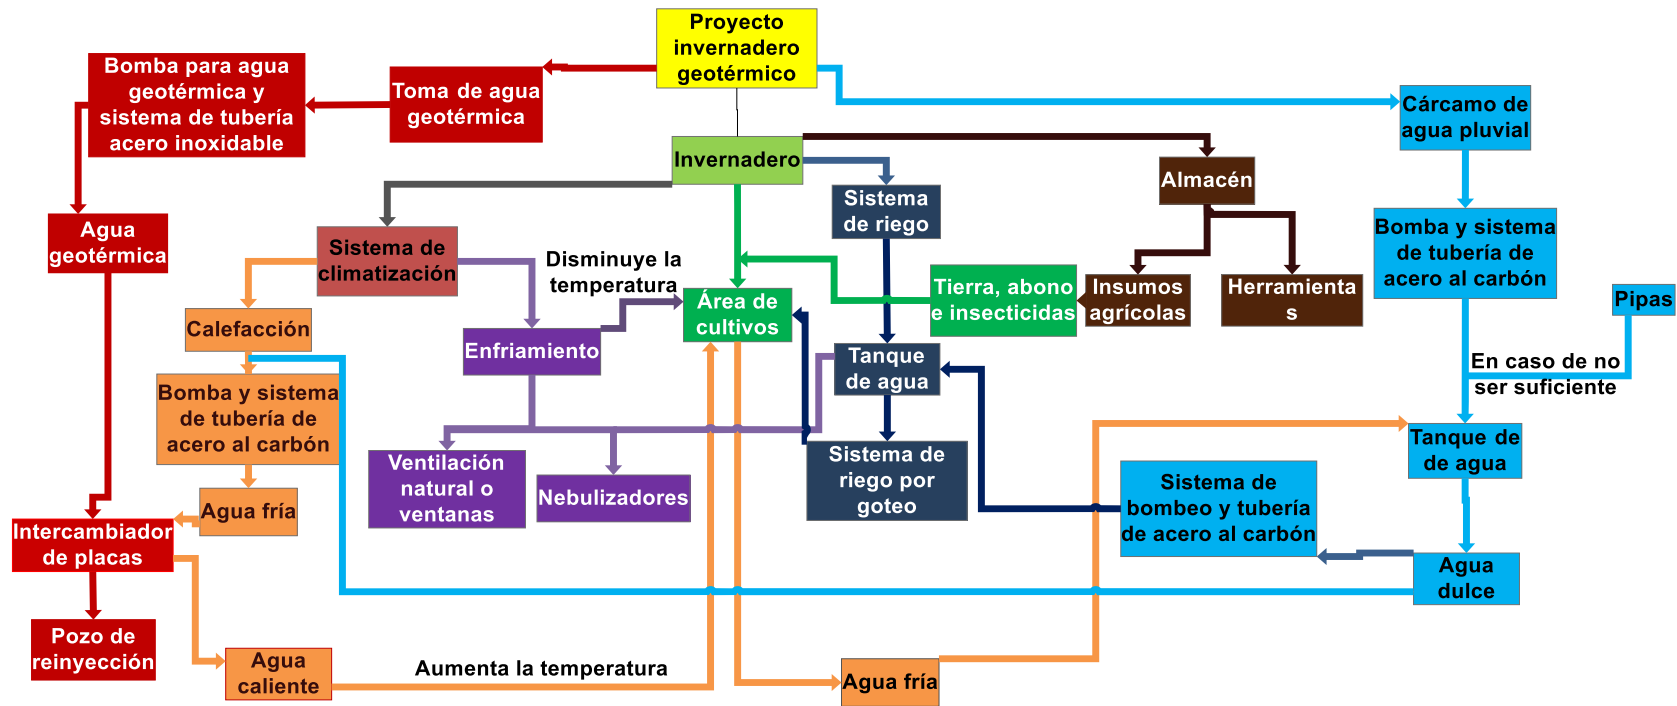 Proyecto
invernadero
geotérmico
Bomba para agua
geotérmica y
sistema de tubería
acero inoxidable
Toma de agua
geotérmica
Cárcamo de
agua pluvial
Invernadero
Almacén
Sistema
de riego
Agua
geotérmica
Sistema de
climatización
Disminuye la
temperatura
Bomba y sistema
de tubería de
acero al carbón
Tierra, abono
e insecticidas
Insumos
agrícolas
Herramienta
s
Pipas
Área de
cultivos
Calefacción
Enfriamiento
Tanque
de agua
En caso de no
ser suficiente
Bomba y sistema
de tubería de
acero al carbón
Tanque de
de agua
Ventilación
natural o
ventanas
Nebulizadores
Sistema de
riego por
goteo
Sistema de
bombeo y tubería
de acero al carbón
Agua fría
Intercambiador
de placas
Agua
dulce
Pozo de
reinyección
Agua
caliente
Aumenta la temperatura
Agua fría